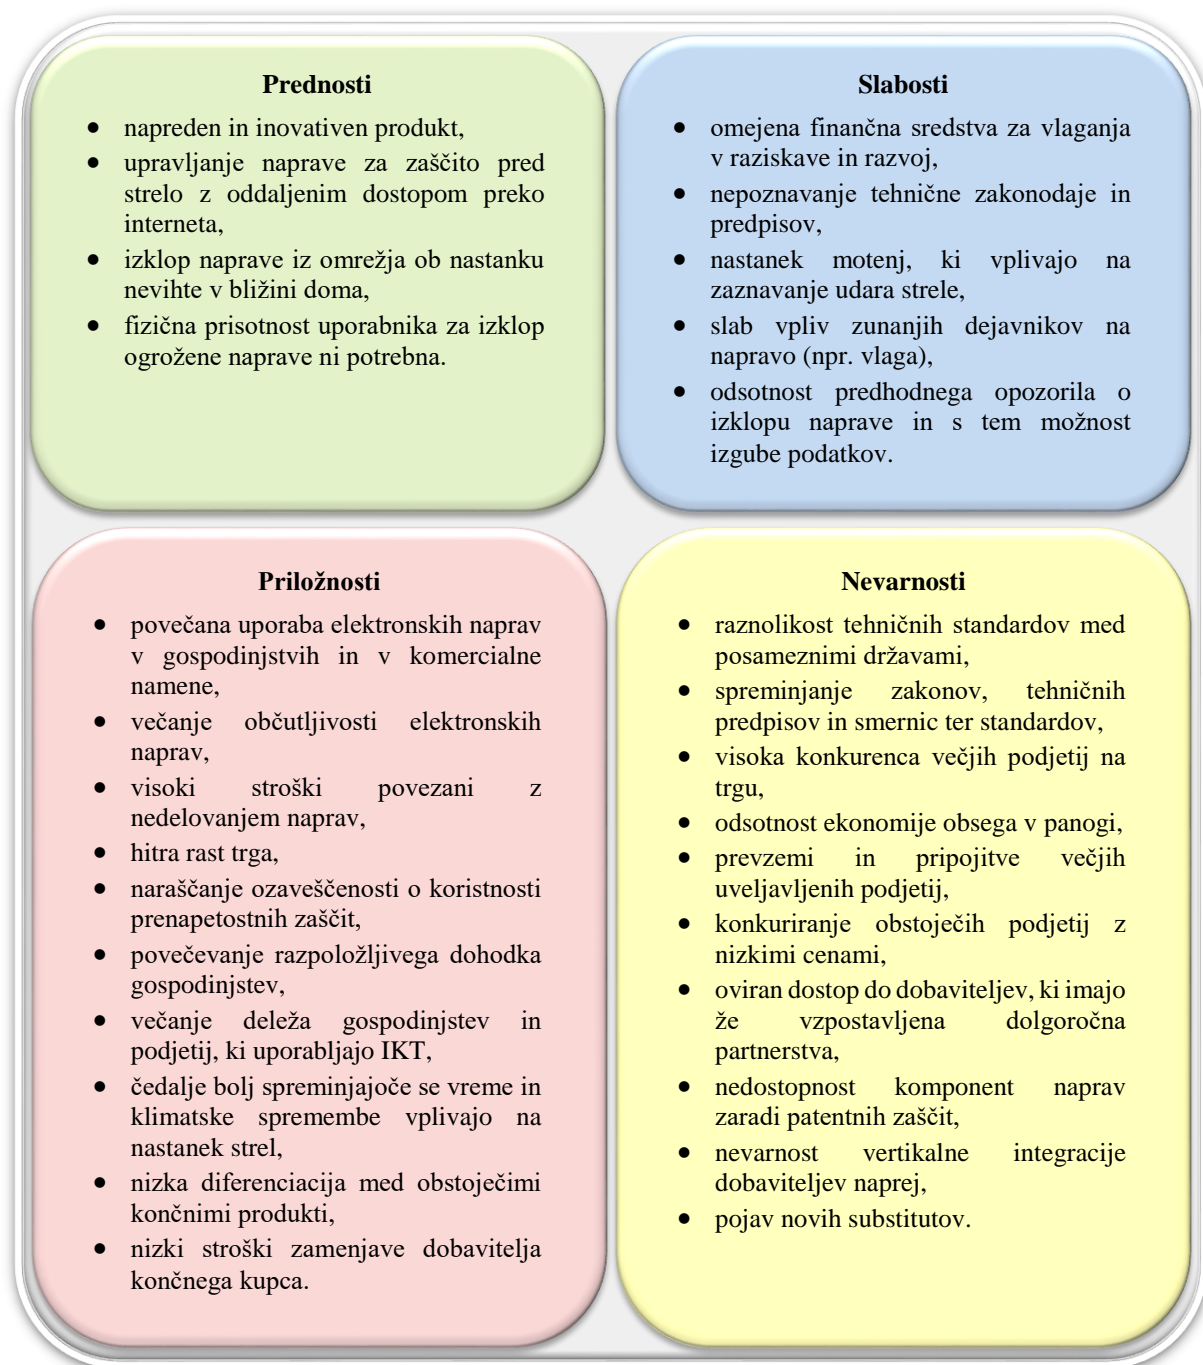 Prednosti
• napreden in inovativen produkt,
• upravljanje naprave za zaščito pred
strelo z oddaljenim dostopom preko
interneta,
• izklop naprave iz omrežja ob nastanku
nevihte v bližini doma,
• fizična prisotnost uporabnika za izklop
ogrožene naprave ni potrebna.
Slabosti
• omejena finančna sredstva za vlaganja
v raziskave in razvoj,
• nepoznavanje tehnične zakonodaje in
predpisov,
• nastanek motenj, ki vplivajo na
zaznavanje udara strele,
• slab vpliv zunanjih dejavnikov na
napravo (npr. vlaga),
• odsotnost predhodnega opozorila o
izklopu naprave in s tem možnost
izgube podatkov.
Priložnosti
• povečana uporaba elektronskih naprav
v gospodinjstvih in v komercialne
namene,
• večanje občutljivosti elektronskih
naprav,
• visoki stroški povezani z
nedelovanjem naprav,
• hitra rast trga,
• naraščanje ozaveščenosti o koristnosti
prenapetostnih zaščit,
• povečevanje razpoložljivega dohodka
gospodinjstev,
• večanje deleža gospodinjstev in
podjetij, ki uporabljajo IKT,
• čedalje bolj spreminjajoče se vreme in
klimatske spremembe vplivajo na
nastanek strel,
• nizka diferenciacija med obstoječimi
končnimi produkti,
• nizki stroški zamenjave dobavitelja
končnega kupca.
Nevarnosti
• raznolikost tehničnih standardov med
posameznimi državami,
• spreminjanje zakonov, tehničnih
predpisov in smernic ter standardov,
• visoka konkurenca večjih podjetij na
trgu,
• odsotnost ekonomije obsega v panogi,
• prevzemi in pripojitve večjih
uveljavljenih podjetij,
• konkuriranje obstoječih podjetij z
nizkimi cenami,
• oviran dostop do dobaviteljev, ki imajo
že vzpostavljena dolgoročna
partnerstva,
• nedostopnost komponent naprav
zaradi patentnih zaščit,
• nevarnost vertikalne integracije
dobaviteljev naprej,
• pojav novih substitutov.